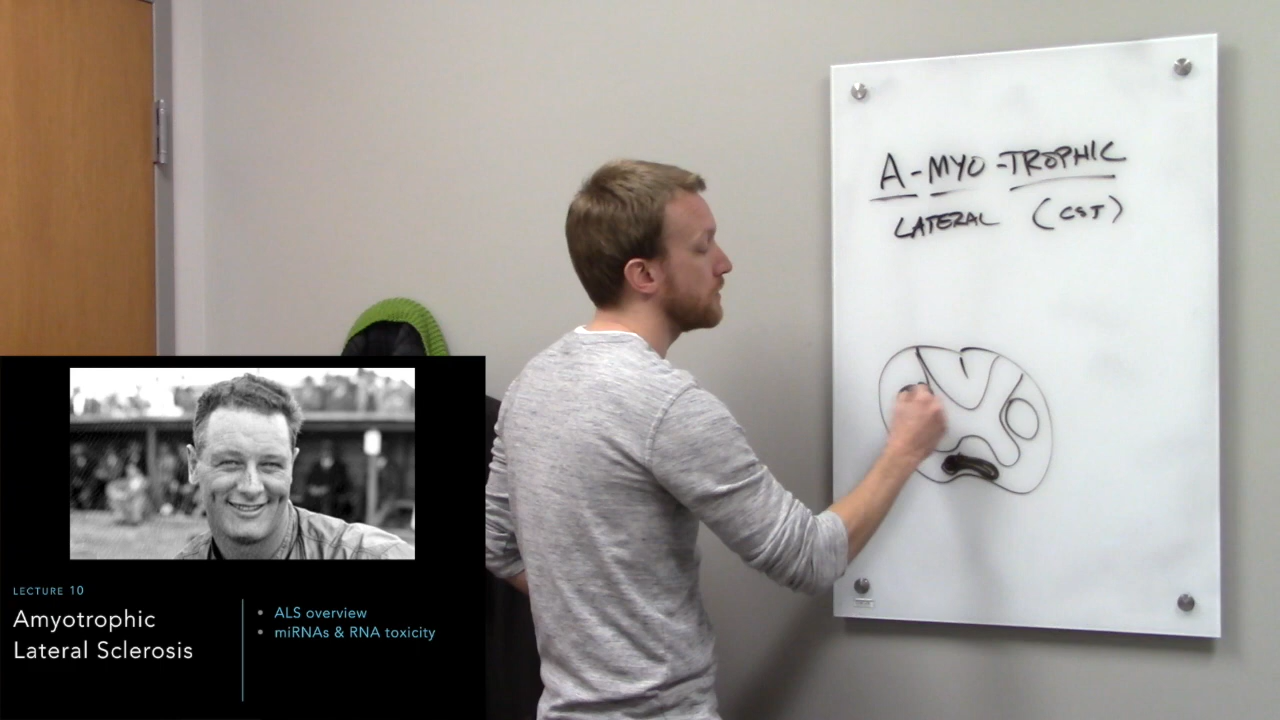 A-MYO-TROPHIC
LATERAL (CST)
LECTURE 10
Amyotrophic
Lateral Sclerosis
• ALS overview
• miRNAs & RNA toxicity